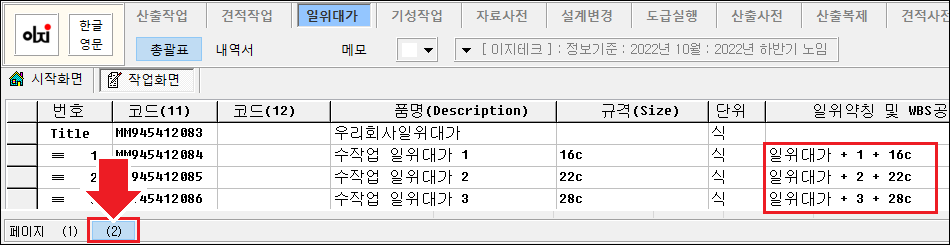 산출작업 견적작업 일위대가 기성작업 자료사전 설계변경 도급실행 산출사전 산출복제 견적사전
이지 한글
영문
총괄표 내역서 메모 [ 이지테크 ] : 정보기준 : 2022년 10월 : 2022년 하반기 노임
시작화면 작업화면
번호 코드(11) 코드(12) 품명(Description) 규격(Size) 단위 일위약칭 및 WBS공
Title MM945412083 우리회사일위대가 식
= 1 MM945412084 수작업 일위대가 1 16c 식 일위대가 + 1 + 16c
= 2 945412085 수작업 일위대가 2 22c 식 일위대가 + 2 + 22c
= 45412086 수작업 일위대가 3 28c 식 일위대가 + 3 + 28c
페이지 (1) (2)